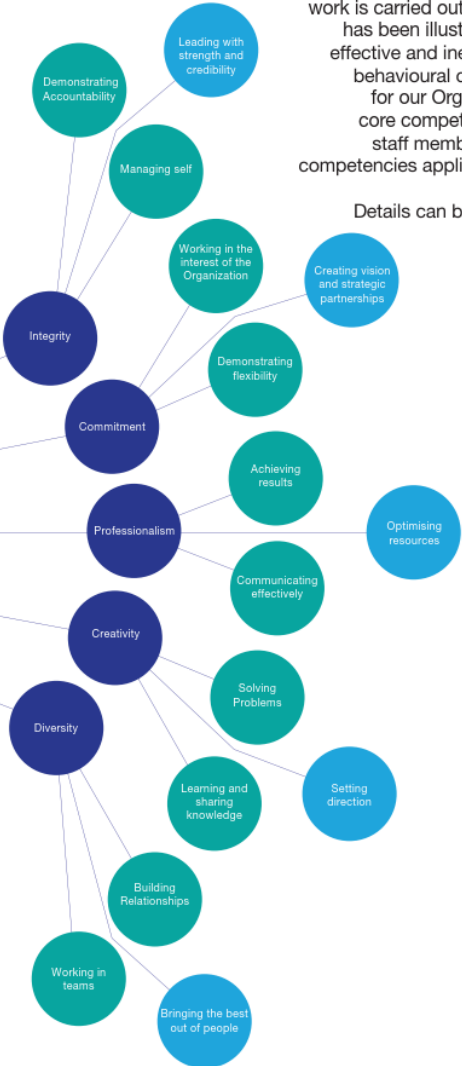 work is carried out
has been illust
effective and ine
behavioural c
for our Org
core compet
staff memb
competencies appli
Details can b
Leading with
strength and
credibility
Demonstrating
Accountability
Managing self
Working in the
interest of the
Organization
Creating vision
and strategic
partnerships
Integrity
Demonstrating
flexibility
Commitment
Achieving
results
Professionalism
Optimising
resources
Communicating
effectively
Creativity
Solving
Problems
Diversity
Learning and
sharing
knowledge
Setting
direction
Building
Relationships
Working in
teams
Bringing the best
out of people